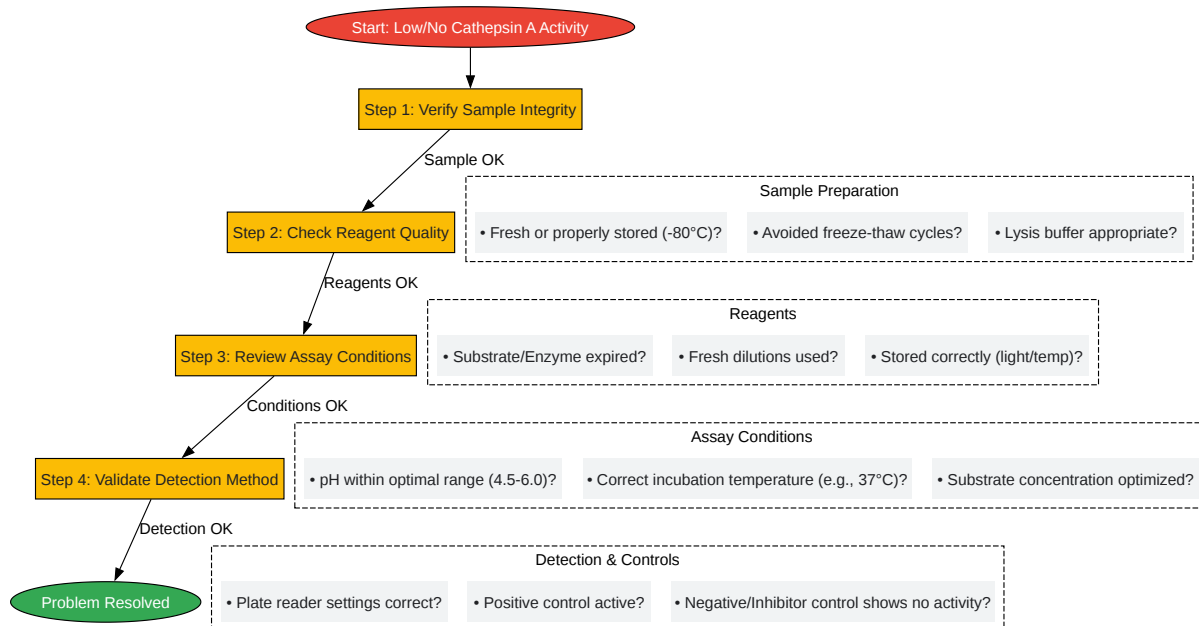 Start: Low/No Cathepsin A Activity
Step 1: Verify Sample Integrity
Sample OK
Sample Preparation
Step 2: Check Reagent Quality
• Fresh or properly stored (-80°C)?
• Avoided freeze-thaw cycles?
• Lysis buffer appropriate?
Reagents OK
Reagents
Step 3: Review Assay Conditions
• Substrate/Enzyme expired?
• Fresh dilutions used?
• Stored correctly (light/temp)?
Conditions OK
Assay Conditions
Step 4: Validate Detection Method
• pH within optimal range (4.5-6.0)?
• Correct incubation temperature (e.g., 37°C)?
• Substrate concentration optimized?
Detection OK
Detection & Controls
Problem Resolved
• Plate reader settings correct?
• Positive control active?
• Negative/Inhibitor control shows no activity?